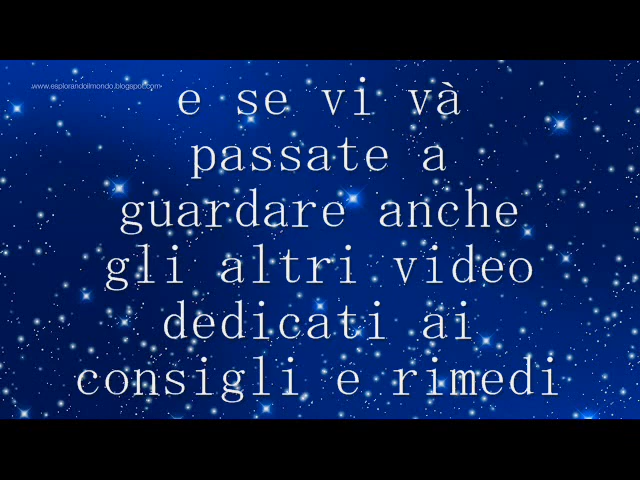 www.esplorandoilmondo.blogspot.com
e se vi và
passate a
guardare anche
gli altri video
dedicati ai
consigli e rimedi